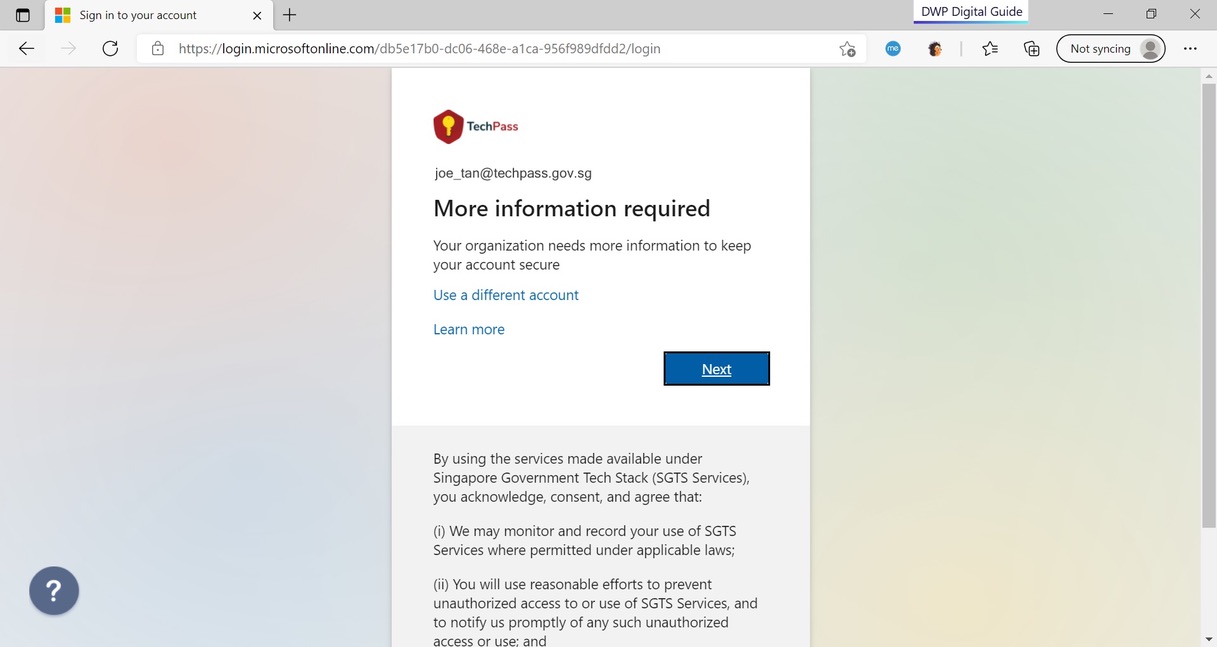 Sign in to your account
DWP Digital Guide
https://login.microsoftonline.com/db5e17b0-dc06-468e-a1ca-956f989dfdd2/login
me
Not syncing
TechPass
joe_tan@techpass.gov.sg
More information required
Your organization needs more information to keep
your account secure
Use a different account
Learn more
Next
By using the services made available under
Singapore Government Tech Stack (SGTS Services),
you acknowledge, consent, and agree that:
(i) We may monitor and record your use of SGTS
Services where permitted under applicable laws;
(ii) You will use reasonable efforts to prevent
unauthorized access to or use of SGTS Services, and
to notify us promptly of any such unauthorized
access or use; and
?